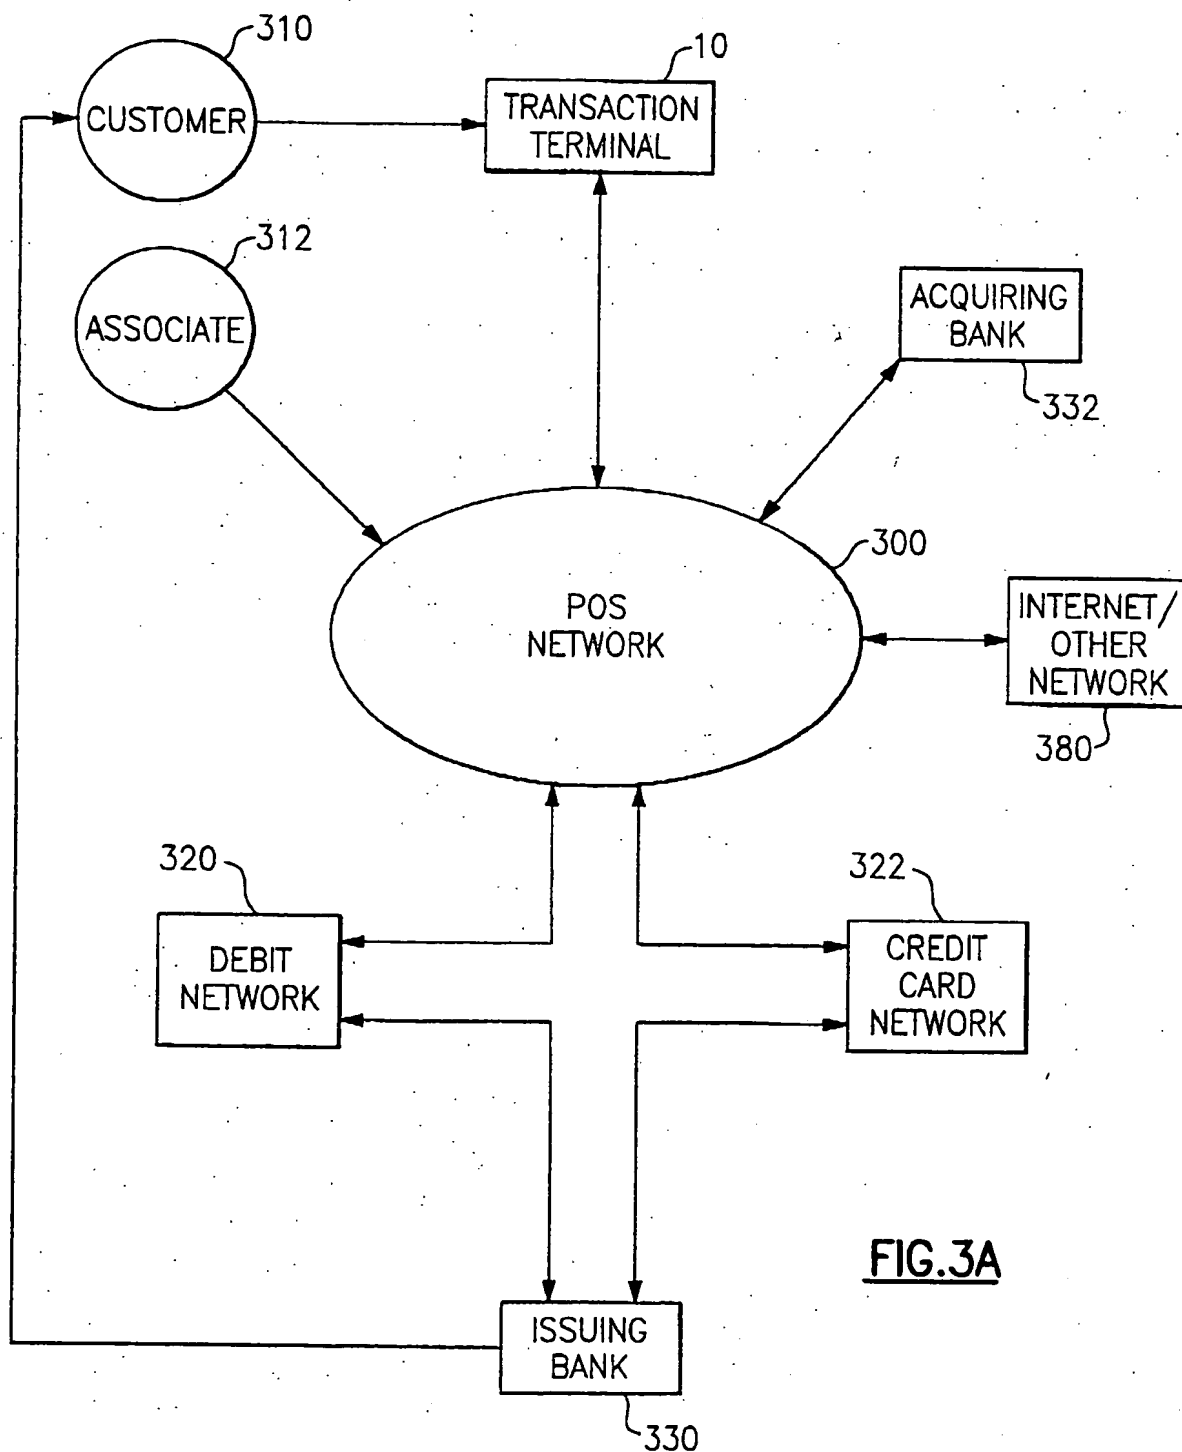 310
10
CUSTOMER
TRANSACTION
TERMINAL
312
ASSOCIATE
ACQUIRING
BANK
332
300
POS
NETWORK
INTERNET/
OTHER
NETWORK
380
320
322
DEBIT
NETWORK
CREDIT
CARD
NETWORK
FIG.3A
ISSUING
BANK
330